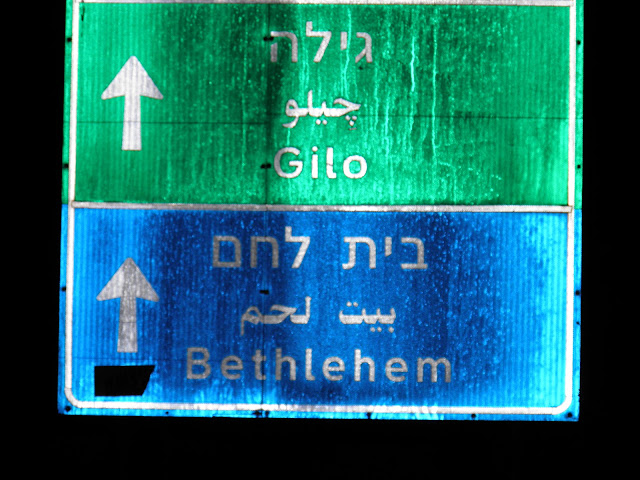 גילה
چيلو
Gilo
בית לחם
بيت لحم
Bethlehem